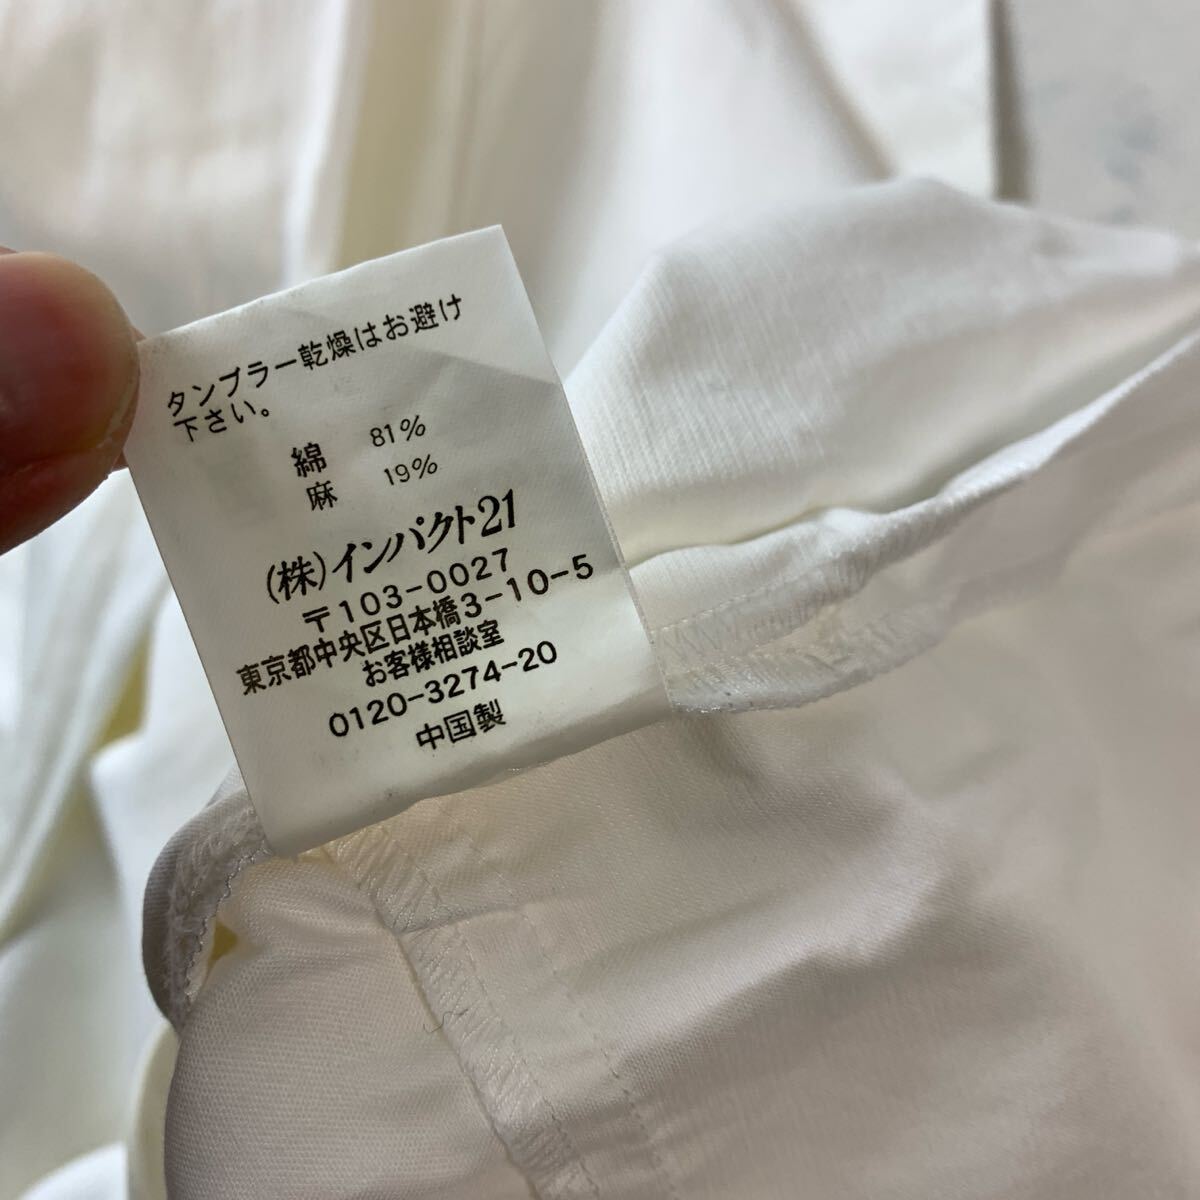 タンブラー乾燥はお避け
下さい。
綿 81%
麻 19%
(株)インパクト21
〒103-0027
東京都中央区日本橋3-10-5
お客様相談室
0120-3274-20
中国製